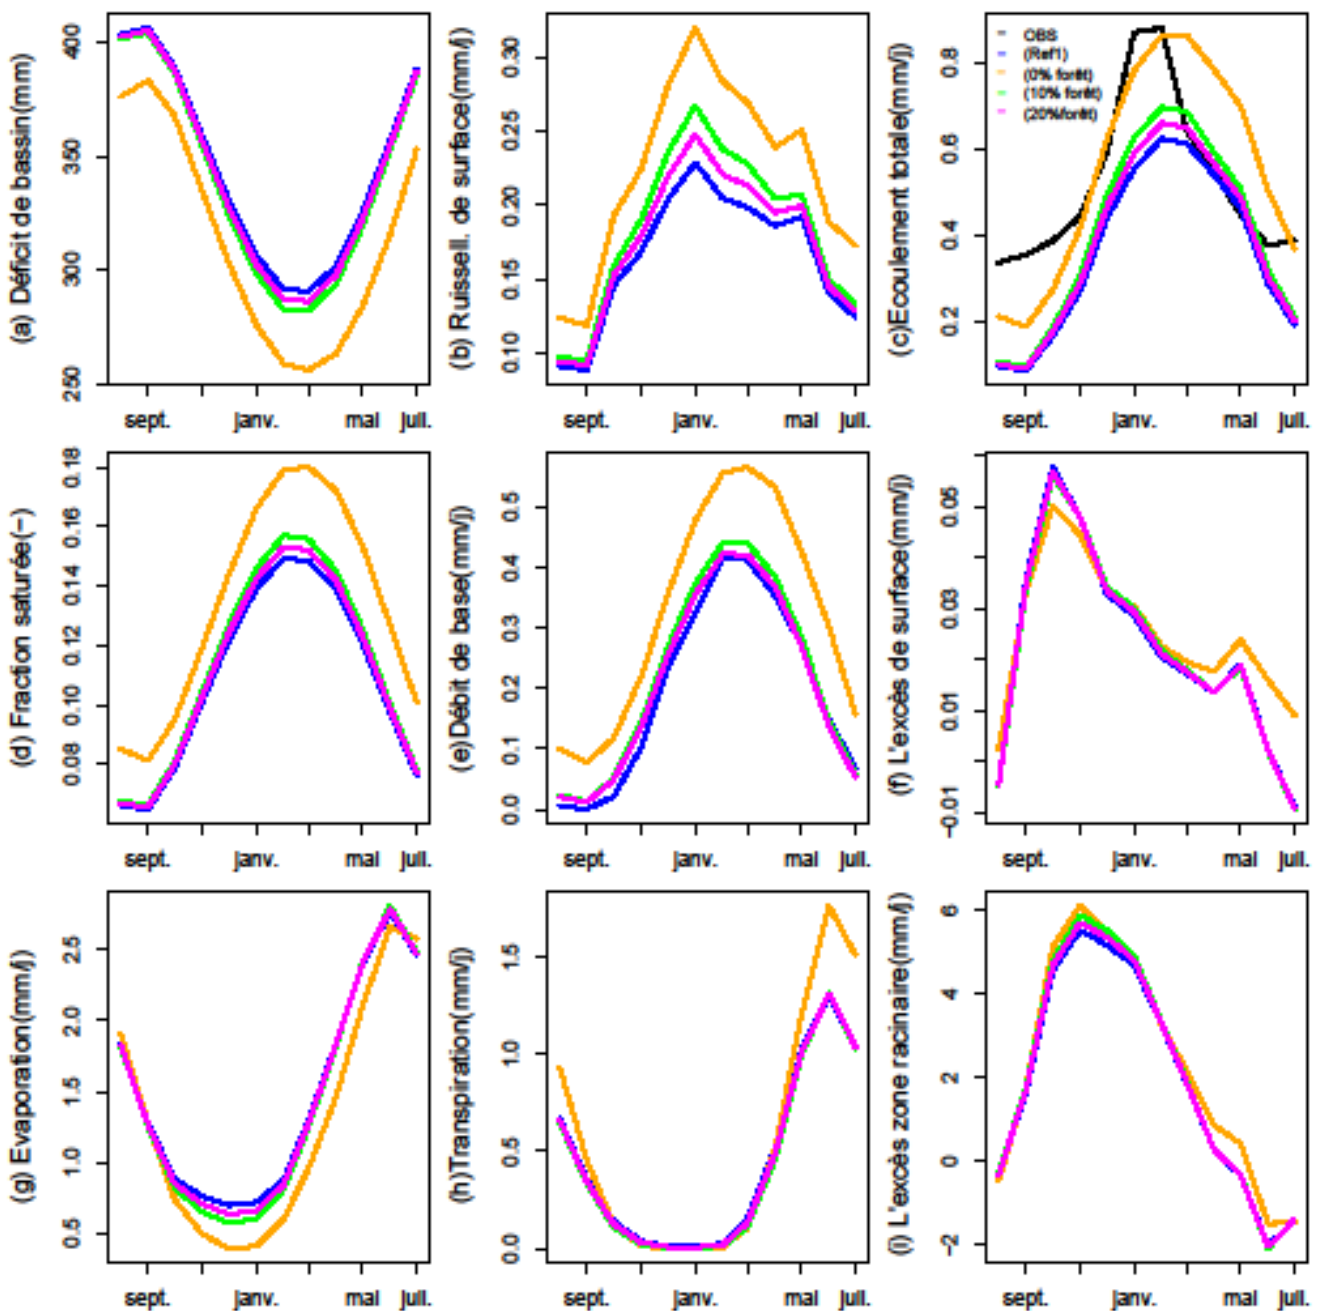 (a) Déficit de bassin(mm)
400
350
300
250
sept.
janv.
mai
juil.
(b) Ruissell. de surface(mm/j)
0.30
0.25
0.20
0.15
0.10
sept.
janv.
mai
juil.
(c)Ecoulement totale(mm/j)
0.8
0.6
0.4
0.2
OBS
(Ref1)
(0% forêt)
(10% forêt)
(20%forêt)
sept.
janv.
mai
juil.
(d) Fraction saturée(−)
0.18
0.16
0.14
0.12
0.10
0.08
sept.
janv.
mai
juil.
(e)Débit de base(mm/j)
0.5
0.4
0.3
0.2
0.1
0.0
sept.
janv.
mai
juil.
(f) L'excès de surface(mm/j)
0.05
0.03
0.01
−0.01
sept.
janv.
mai
juil.
(g) Evaporation(mm/j)
2.5
2.0
1.5
1.0
0.5
sept.
janv.
mai
juil.
(h)Transpiration(mm/j)
1.5
1.0
0.5
0.0
sept.
janv.
mai
juil.
(i) L'excès zone racinaire(mm/j)
6
4
2
0
−2
sept.
janv.
mai
juil.